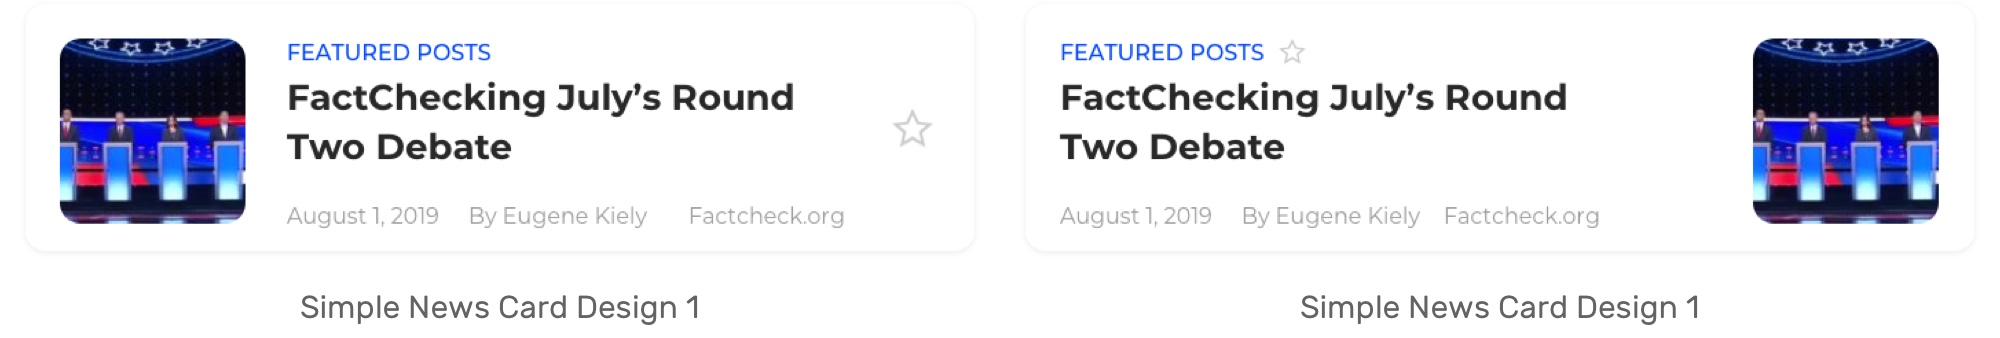 FEATURED POSTS
FactChecking July’s Round
Two Debate
August 1, 2019 By Eugene Kiely Factcheck.org
Simple News Card Design 1
FEATURED POSTS
FactChecking July’s Round
Two Debate
August 1, 2019 By Eugene Kiely Factcheck.org
Simple News Card Design 1